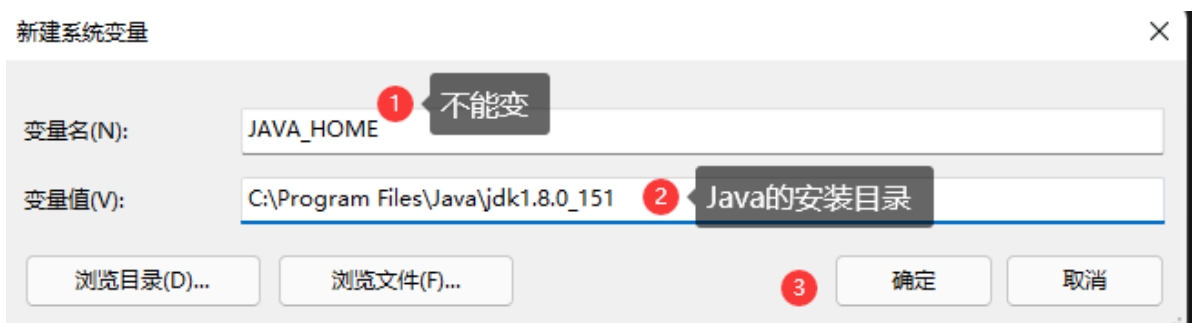 新建系统变量
1 不能变
变量名(N): JAVA_HOME
变量值(V): C:\Program Files\Java\jdk1.8.0_151 2 Java的安装目录
浏览目录(D)... 浏览文件(F)... 3 确定 取消